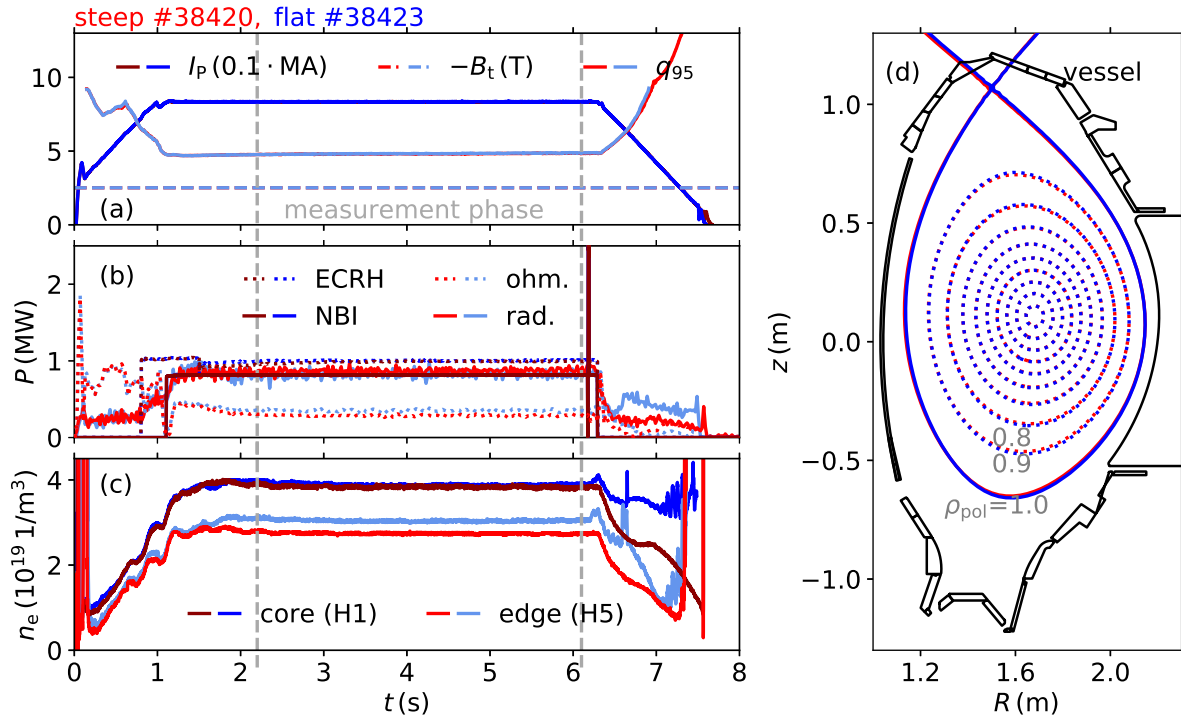 steep #38420, flat #38423
I_P (0.1 · MA) −B_t (T) q_95
10
5
0
(a)
measurement phase
(b)
ECRH ohm.
NBI rad.
P (MW)
2
1
0
(c)
n_e (10^19 1/m^3)
4
2
0
core (H1) edge (H5)
0 1 2 3 4 5 6 7 8
t (s)
(d)
vessel
z (m)
1.0
0.5
0.0
−0.5
−1.0
0.8
0.9
ρ_pol=1.0
1.2 1.6 2.0
R (m)